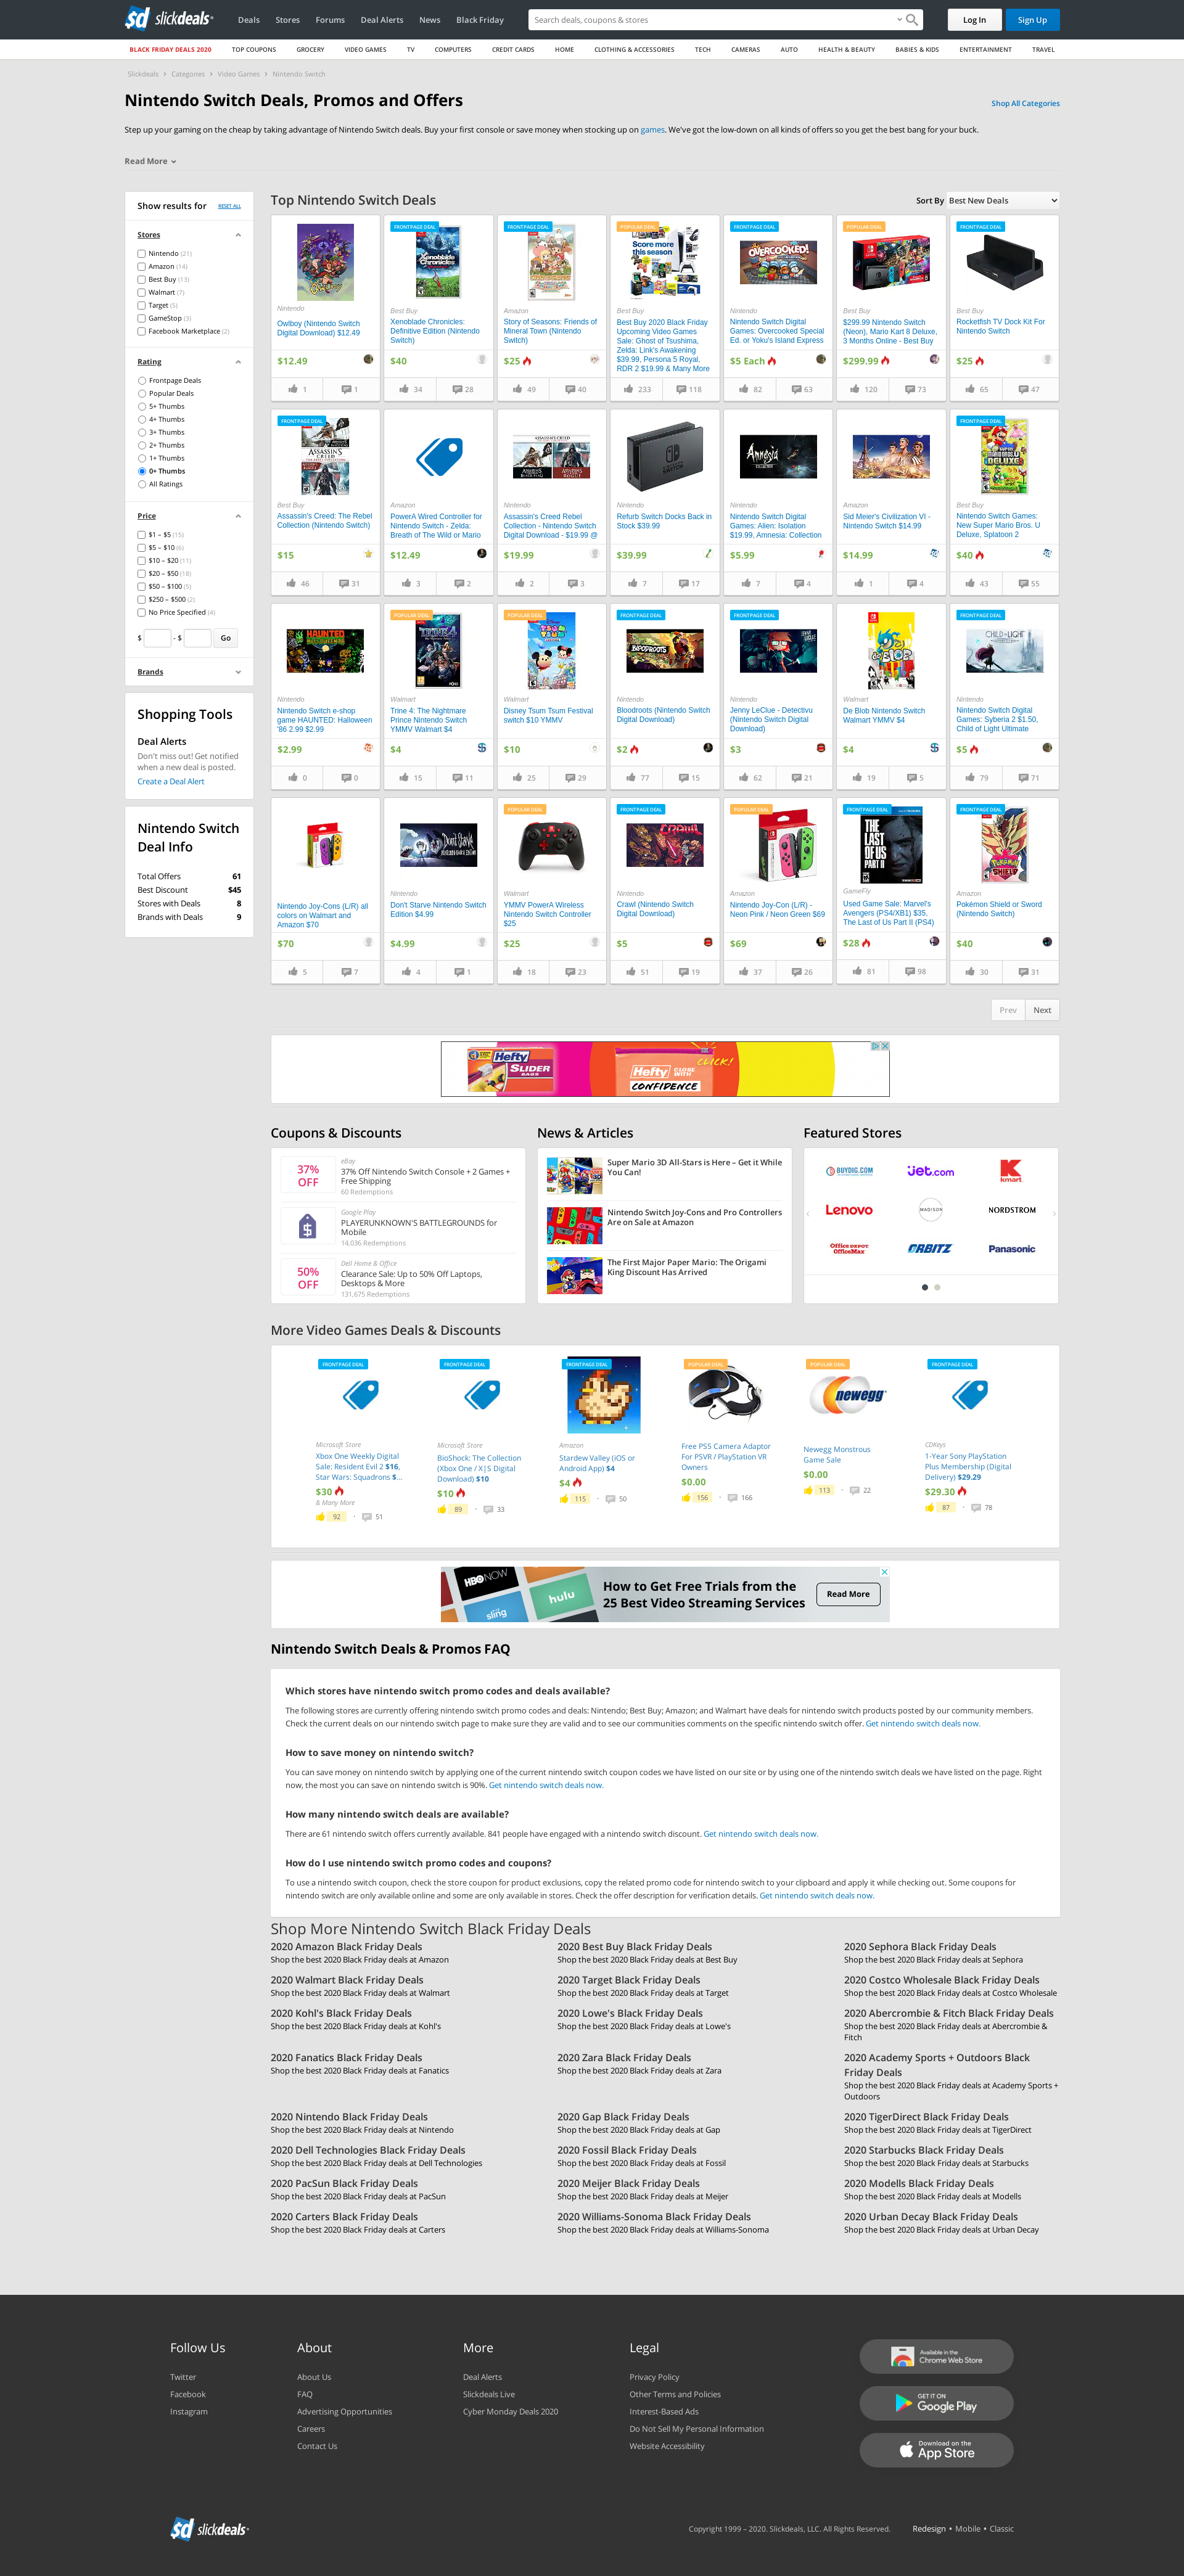 slickdeals
Deals
Stores
Forums
Deal Alerts
News
Black Friday
Search deals, coupons & stores
Log In
Sign Up
BLACK FRIDAY DEALS 2020
TOP COUPONS
GROCERY
VIDEO GAMES
TV
COMPUTERS
CREDIT CARDS
HOME
CLOTHING & ACCESSORIES
TECH
CAMERAS
AUTO
HEALTH & BEAUTY
BABIES & KIDS
ENTERTAINMENT
TRAVEL
Slickdeals › Categories › Video Games › Nintendo Switch
Nintendo Switch Deals, Promos and Offers
Shop All Categories
Step up your gaming on the cheap by taking advantage of Nintendo Switch deals. Buy your first console or save money when stocking up on games. We've got the low-down on all kinds of offers so you get the best bang for your buck.
Read More
Show results for
RESET ALL
Stores
Nintendo (21)
Amazon (14)
Best Buy (13)
Walmart (7)
Target (5)
GameStop (3)
Facebook Marketplace (2)
Rating
Frontpage Deals
Popular Deals
5+ Thumbs
4+ Thumbs
3+ Thumbs
2+ Thumbs
1+ Thumbs
0+ Thumbs
All Ratings
Price
$1 – $5 (15)
$5 – $10 (6)
$10 – $20 (11)
$20 – $50 (18)
$50 – $100 (5)
$250 – $500 (2)
No Price Specified (4)
$ - $ Go
Brands
Shopping Tools
Deal Alerts
Don't miss out! Get notified
when a new deal is posted.
Create a Deal Alert
Nintendo Switch
Deal Info
Total Offers 61
Best Discount $45
Stores with Deals 8
Brands with Deals 9
Top Nintendo Switch Deals
Sort By Best New Deals
Nintendo
Owlboy (Nintendo Switch
Digital Download) $12.49
$12.49
1 1
FRONTPAGE DEAL
Best Buy
Xenoblade Chronicles:
Definitive Edition (Nintendo
Switch)
$40
34 28
FRONTPAGE DEAL
Amazon
Story of Seasons: Friends of
Mineral Town (Nintendo
Switch)
$25
49 40
POPULAR DEAL
Score more
this season
Best Buy
Best Buy 2020 Black Friday
Upcoming Video Games
Sale: Ghost of Tsushima,
Zelda: Link's Awakening
$39.99, Persona 5 Royal,
RDR 2 $19.99 & Many More
233 118
FRONTPAGE DEAL
OVERCOOKED!
Nintendo
Nintendo Switch Digital
Games: Overcooked Special
Ed. or Yoku's Island Express
$5 Each
82 63
POPULAR DEAL
Best Buy
$299.99 Nintendo Switch
(Neon), Mario Kart 8 Deluxe,
3 Months Online - Best Buy
$299.99
120 73
FRONTPAGE DEAL
Best Buy
Rocketfish TV Dock Kit For
Nintendo Switch
$25
65 47
FRONTPAGE DEAL
Best Buy
Assassin's Creed: The Rebel
Collection (Nintendo Switch)
$15
46 31
Amazon
PowerA Wired Controller for
Nintendo Switch - Zelda:
Breath of The Wild or Mario
$12.49
3 2
Nintendo
Assassin's Creed Rebel
Collection - Nintendo Switch
Digital Download - $19.99 @
$19.99
2 3
Nintendo
Refurb Switch Docks Back in
Stock $39.99
$39.99
7 17
Amnesia
COLLECTION
Nintendo
Nintendo Switch Digital
Games: Alien: Isolation
$19.99, Amnesia: Collection
$5.99
7 4
Amazon
Sid Meier's Civilization VI -
Nintendo Switch $14.99
$14.99
1 4
FRONTPAGE DEAL
Best Buy
Nintendo Switch Games:
New Super Mario Bros. U
Deluxe, Splatoon 2
$40
43 55
HAUNTED
Nintendo
Nintendo Switch e-shop
game HAUNTED: Halloween
'86 2.99 $2.99
$2.99
0 0
POPULAR DEAL
Walmart
Trine 4: The Nightmare
Prince Nintendo Switch
YMMV Walmart $4
$4
15 11
POPULAR DEAL
Walmart
Disney Tsum Tsum Festival
switch $10 YMMV
$10
25 29
FRONTPAGE DEAL
BLOODROOTS
Nintendo
Bloodroots (Nintendo Switch
Digital Download)
$2
77 15
FRONTPAGE DEAL
Nintendo
Jenny LeClue - Detectivu
(Nintendo Switch Digital
Download)
$3
62 21
Walmart
De Blob Nintendo Switch
Walmart YMMV $4
$4
19 5
FRONTPAGE DEAL
CHILD of LIGHT
Nintendo
Nintendo Switch Digital
Games: Syberia 2 $1.50,
Child of Light Ultimate
$5
79 71
Nintendo Joy-Cons (L/R) all
colors on Walmart and
Amazon $70
$70
5 7
Don't Starve
Nintendo
Don't Starve Nintendo Switch
Edition $4.99
$4.99
4 1
POPULAR DEAL
Walmart
YMMV PowerA Wireless
Nintendo Switch Controller
$25
$25
18 23
FRONTPAGE DEAL
CRAWL
Nintendo
Crawl (Nintendo Switch
Digital Download)
$5
51 19
POPULAR DEAL
Amazon
Nintendo Joy-Con (L/R) -
Neon Pink / Neon Green $69
$69
37 26
FRONTPAGE DEAL
THE
LAST
OF US
PART II
GameFly
Used Game Sale: Marvel's
Avengers (PS4/XB1) $35,
The Last of Us Part II (PS4)
$28
81 98
FRONTPAGE DEAL
Amazon
Pokémon Shield or Sword
(Nintendo Switch)
$40
30 31
Prev
Next
Hefty
SLIDER
BAGS
Hefty
CLOSE WITH
CONFIDENCE
CLICK!
Coupons & Discounts
37%
OFF
eBay
37% Off Nintendo Switch Console + 2 Games +
Free Shipping
60 Redemptions
Google Play
PLAYERUNKNOWN'S BATTLEGROUNDS for
Mobile
14,036 Redemptions
50%
OFF
Dell Home & Office
Clearance Sale: Up to 50% Off Laptops,
Desktops & More
131,675 Redemptions
News & Articles
Super Mario 3D All-Stars is Here – Get it While
You Can!
Nintendo Switch Joy-Cons and Pro Controllers
Are on Sale at Amazon
The First Major Paper Mario: The Origami
King Discount Has Arrived
Featured Stores
BUYDIG.COM
Jet.com
kmart
Lenovo
MADISON
NORDSTROM
Office DEPOT
OfficeMax
ORBITZ
Panasonic
More Video Games Deals & Discounts
FRONTPAGE DEAL
Microsoft Store
Xbox One Weekly Digital
Sale: Resident Evil 2 $16,
Star Wars: Squadrons $...
$30
& Many More
92 51
FRONTPAGE DEAL
Microsoft Store
BioShock: The Collection
(Xbox One / X|S Digital
Download) $10
$10
89 33
FRONTPAGE DEAL
Amazon
Stardew Valley (iOS or
Android App) $4
$4
115 50
POPULAR DEAL
Free PS5 Camera Adaptor
For PSVR / PlayStation VR
Owners
$0.00
156 166
POPULAR DEAL
newegg
Newegg Monstrous
Game Sale
$0.00
113 22
FRONTPAGE DEAL
CDKeys
1-Year Sony PlayStation
Plus Membership (Digital
Delivery) $29.29
$29.30
87 78
HBO NOW
sling
hulu
How to Get Free Trials from the
25 Best Video Streaming Services
Read More
Nintendo Switch Deals & Promos FAQ
Which stores have nintendo switch promo codes and deals available?
The following stores are currently offering nintendo switch promo codes and deals: Nintendo; Best Buy; Amazon; and Walmart have deals for nintendo switch products posted by our community members.
Check the current deals on our nintendo switch page to make sure they are valid and to see our communities comments on the specific nintendo switch offer. Get nintendo switch deals now.
How to save money on nintendo switch?
You can save money on nintendo switch by applying one of the current nintendo switch coupon codes we have listed on our site or by using one of the nintendo switch deals we have listed on the page. Right
now, the most you can save on nintendo switch is 90%. Get nintendo switch deals now.
How many nintendo switch deals are available?
There are 61 nintendo switch offers currently available. 841 people have engaged with a nintendo switch discount. Get nintendo switch deals now.
How do I use nintendo switch promo codes and coupons?
To use a nintendo switch coupon, check the store coupon for product exclusions, copy the related promo code for nintendo switch to your clipboard and apply it while checking out. Some coupons for
nintendo switch are only available online and some are only available in stores. Check the offer description for verification details. Get nintendo switch deals now.
Shop More Nintendo Switch Black Friday Deals
2020 Amazon Black Friday Deals
Shop the best 2020 Black Friday deals at Amazon
2020 Best Buy Black Friday Deals
Shop the best 2020 Black Friday deals at Best Buy
2020 Sephora Black Friday Deals
Shop the best 2020 Black Friday deals at Sephora
2020 Walmart Black Friday Deals
Shop the best 2020 Black Friday deals at Walmart
2020 Target Black Friday Deals
Shop the best 2020 Black Friday deals at Target
2020 Costco Wholesale Black Friday Deals
Shop the best 2020 Black Friday deals at Costco Wholesale
2020 Kohl's Black Friday Deals
Shop the best 2020 Black Friday deals at Kohl's
2020 Lowe's Black Friday Deals
Shop the best 2020 Black Friday deals at Lowe's
2020 Abercrombie & Fitch Black Friday Deals
Shop the best 2020 Black Friday deals at Abercrombie &
Fitch
2020 Fanatics Black Friday Deals
Shop the best 2020 Black Friday deals at Fanatics
2020 Zara Black Friday Deals
Shop the best 2020 Black Friday deals at Zara
2020 Academy Sports + Outdoors Black
Friday Deals
Shop the best 2020 Black Friday deals at Academy Sports +
Outdoors
2020 Nintendo Black Friday Deals
Shop the best 2020 Black Friday deals at Nintendo
2020 Gap Black Friday Deals
Shop the best 2020 Black Friday deals at Gap
2020 TigerDirect Black Friday Deals
Shop the best 2020 Black Friday deals at TigerDirect
2020 Dell Technologies Black Friday Deals
Shop the best 2020 Black Friday deals at Dell Technologies
2020 Fossil Black Friday Deals
Shop the best 2020 Black Friday deals at Fossil
2020 Starbucks Black Friday Deals
Shop the best 2020 Black Friday deals at Starbucks
2020 PacSun Black Friday Deals
Shop the best 2020 Black Friday deals at PacSun
2020 Meijer Black Friday Deals
Shop the best 2020 Black Friday deals at Meijer
2020 Modells Black Friday Deals
Shop the best 2020 Black Friday deals at Modells
2020 Carters Black Friday Deals
Shop the best 2020 Black Friday deals at Carters
2020 Williams-Sonoma Black Friday Deals
Shop the best 2020 Black Friday deals at Williams-Sonoma
2020 Urban Decay Black Friday Deals
Shop the best 2020 Black Friday deals at Urban Decay
Follow Us
Twitter
Facebook
Instagram
About
About Us
FAQ
Advertising Opportunities
Careers
Contact Us
More
Deal Alerts
Slickdeals Live
Cyber Monday Deals 2020
Legal
Privacy Policy
Other Terms and Policies
Interest-Based Ads
Do Not Sell My Personal Information
Website Accessibility
Available in the
Chrome Web Store
GET IT ON
Google Play
Download on the
App Store
slickdeals
Copyright 1999 – 2020. Slickdeals, LLC. All Rights Reserved.
Redesign • Mobile • Classic